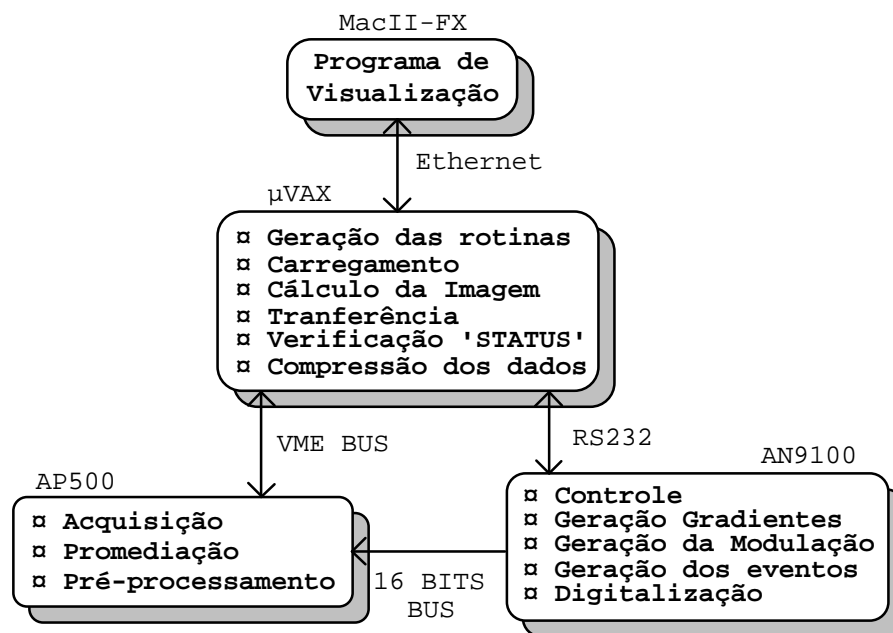 MacII-FX
Programa de
Visualização
Ethernet
µVAX
¤ Geração das rotinas
¤ Carregamento
¤ Cálculo da Imagem
¤ Tranferência
¤ Verificação 'STATUS'
¤ Compressão dos dados
VME BUS
RS232
AP500
¤ Acquisição
¤ Promediação
¤ Pré-processamento
16 BITS
BUS
AN9100
¤ Controle
¤ Geração Gradientes
¤ Geração da Modulação
¤ Geração dos eventos
¤ Digitalização